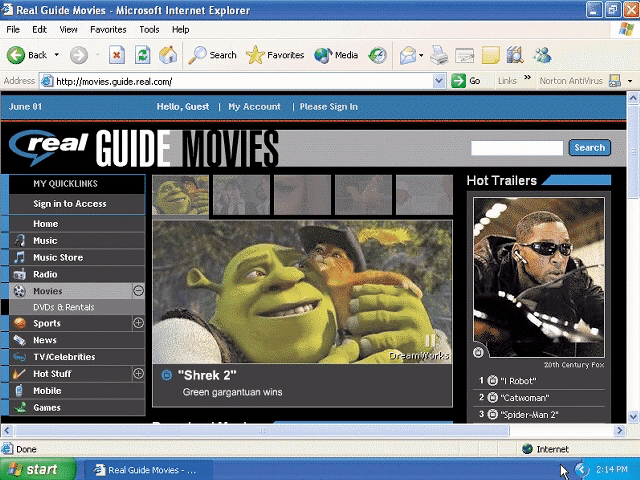 Real Guide Movies - Microsoft Internet Explorer
File Edit View Favorites Tools Help
Back Search Favorites Media
Address http://movies.guide.real.com/ Go Links » Norton AntiVirus
June 01 Hello, Guest | My Account | Please Sign In
real GUIDE MOVIES Search
MY QUICKLINKS
Sign in to Access
Home
Music
Music Store
Radio
Movies
DVDs & Rentals
Sports
News
TV/Celebrities
Hot Stuff
Mobile
Games
DreamWorks
"Shrek 2"
Green gargantuan wins
Hot Trailers
20th Century Fox
1 "I Robot"
2 "Catwoman"
3 "Spider-Man 2"
Done Internet
start Real Guide Movies - ... 2:14 PM